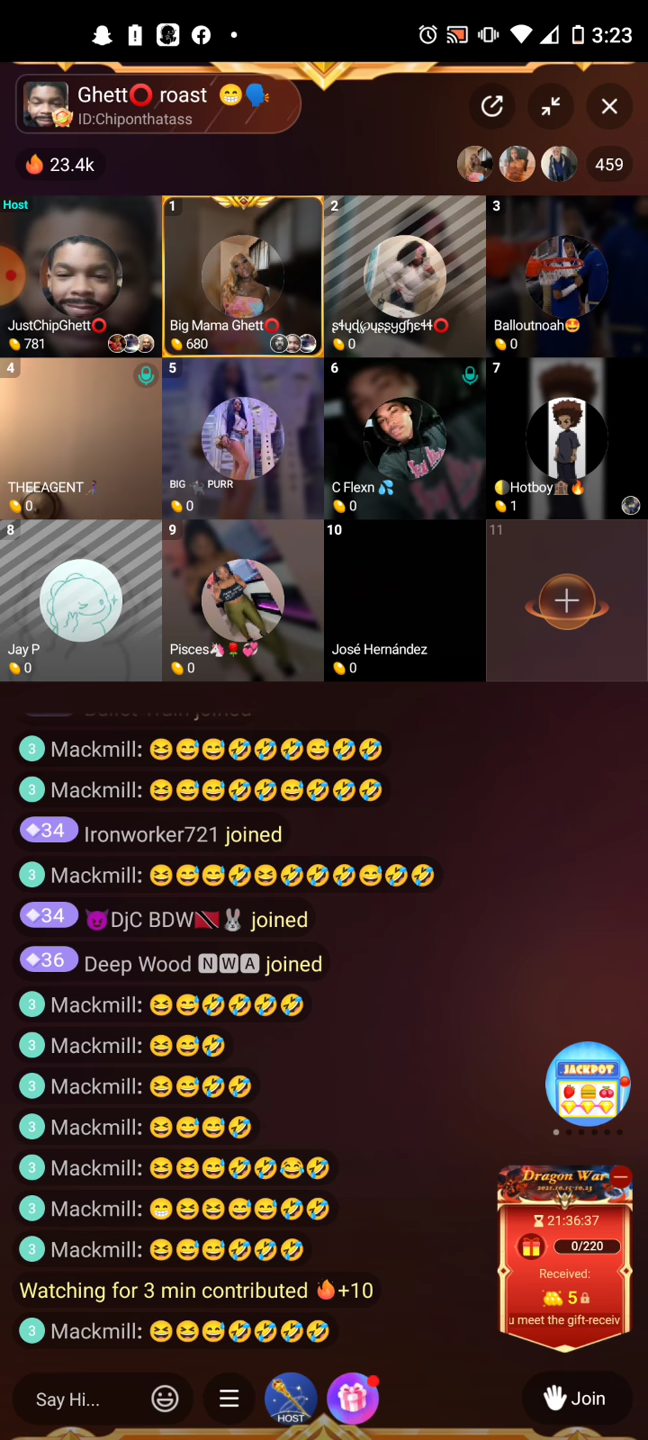 3:23
Ghett⭕ roast 😁🗣️
ID:Chiponthatass
🔥 23.4k
459
Host
JustChipGhett⭕
781
1
Big Mama Ghett⭕
680
2
0
3
Balloutnoah🤩
0
4
THEEAGENT
0
5
BIG 🐈‍⬛ PURR
0
6
C Flexn 💦
0
7
🌓Hotboy🏚️🔥
1
8
Jay P
0
9
Pisces🦄🌹💞
0
10
José Hernández
0
11
joined
3 Mackmill: 😆😅😅🤣🤣🤣😅🤣🤣
3 Mackmill: 😆😅😅🤣🤣😅🤣🤣🤣
34 Ironworker721 joined
3 Mackmill: 😆😅😅🤣😆🤣🤣🤣😅🤣🤣
34 😈DjC BDW🇹🇹🐰 joined
36 Deep Wood 🅽🆆🅰 joined
3 Mackmill: 😆😅🤣🤣🤣🤣
3 Mackmill: 😆😅🤣
3 Mackmill: 😆😅🤣🤣
3 Mackmill: 😆😅😅🤣
3 Mackmill: 😆😆😅🤣🤣😂🤣
3 Mackmill: 😁😆😆😅😅🤣🤣
3 Mackmill: 😆😅😅🤣🤣🤣
Watching for 3 min contributed 🔥+10
3 Mackmill: 😆😆😅🤣🤣🤣🤣
JACKPOT
Dragon War
21:36:37
0/220
Received:
5
u meet the gift-receiv
Say Hi...
HOST
Join